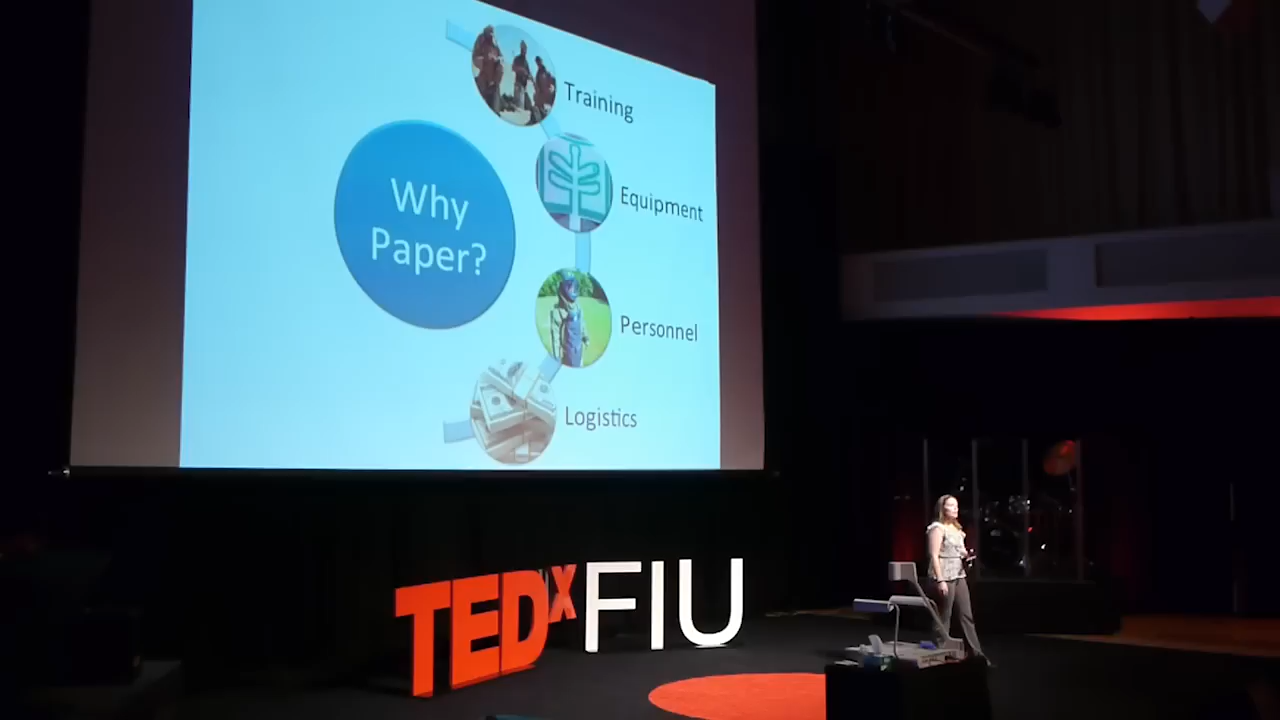 Why
Paper?
Training
Equipment
Personnel
Logistics
TEDx FIU